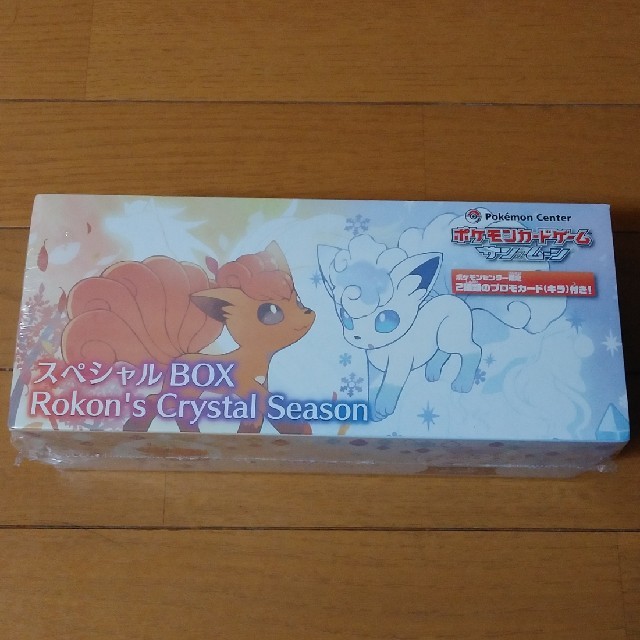 Pokémon Center
ポケモンカードゲーム
サン&ムーン
ポケモンセンター限定
2種類のプロモカード(キラ)付き!
スペシャルBOX
Rokon's Crystal Season